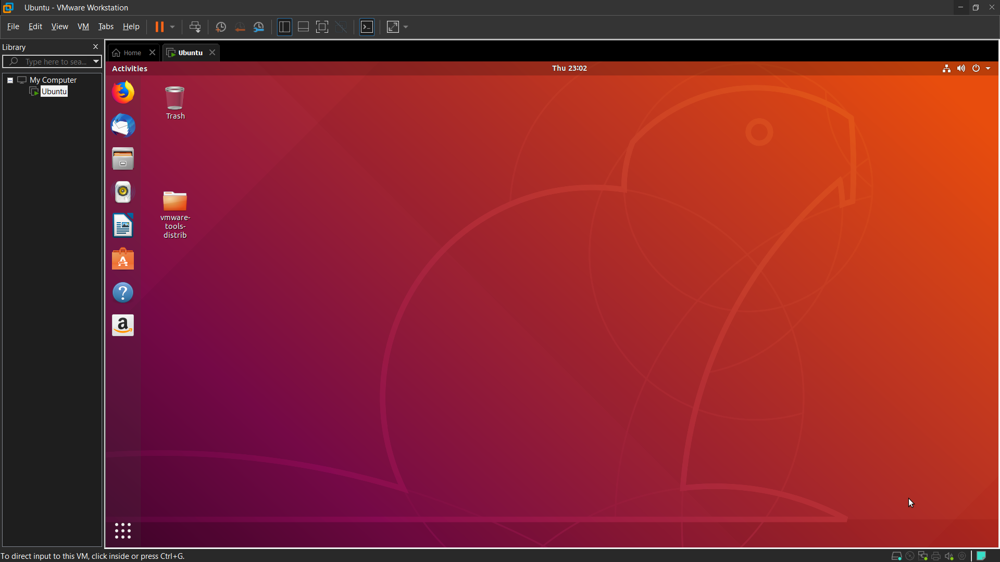 Ubuntu - VMware Workstation
File Edit View VM Tabs Help
Library
Type here to sea...
My Computer
Ubuntu
Home
Ubuntu
Activities
Thu 23:02
Trash
vmware-
tools-
distrib
To direct input to this VM, click inside or press Ctrl+G.